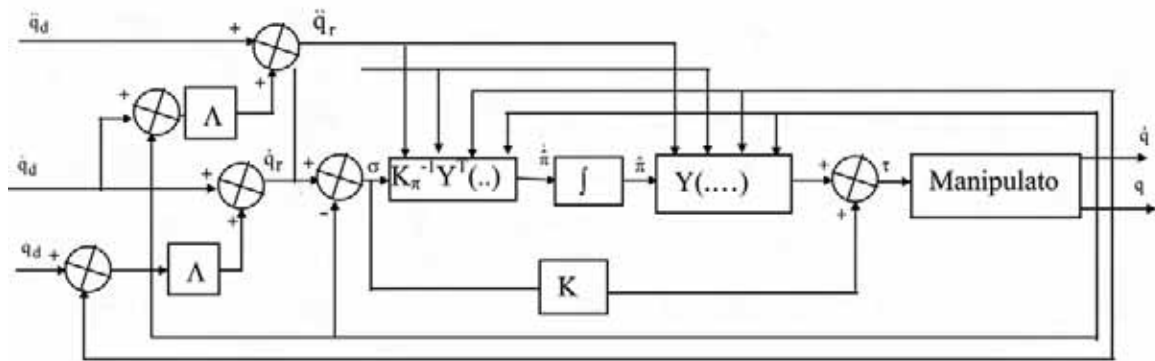 q̈d + q̈r
+
+ Λ
q̇d + q̇r + σ Kπ⁻¹Yᵀ(..) π̂̇ ∫ π̂ Y(....) + τ Manipulato q̇
q
+ - +
qd + Λ
K